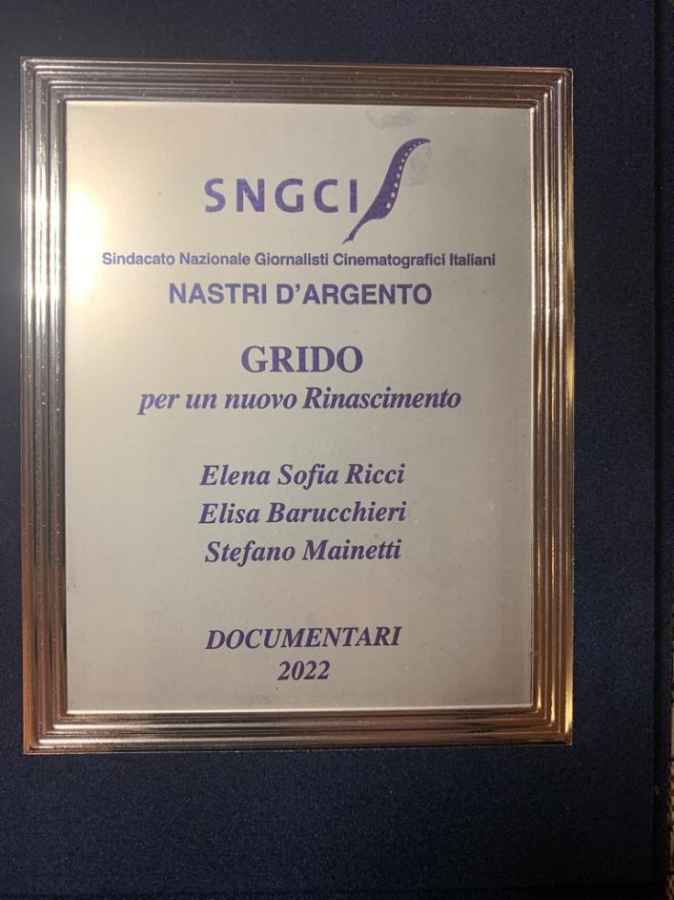 SNGCI
Sindacato Nazionale Giornalisti Cinematografici Italiani
NASTRI D'ARGENTO
GRIDO
per un nuovo Rinascimento
Elena Sofia Ricci
Elisa Barucchieri
Stefano Mainetti
DOCUMENTARI
2022